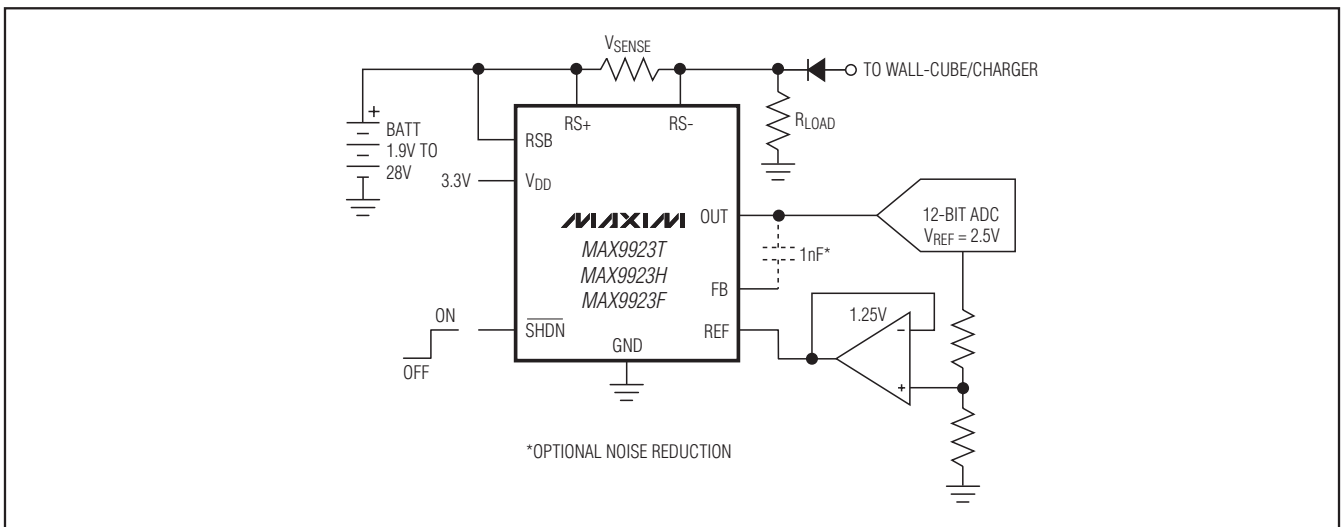 VSENSE
TO WALL-CUBE/CHARGER
+
BATT
1.9V TO
28V
RS+
RS-
RLOAD
RSB
3.3V
VDD
MAXIM
MAX9923T
MAX9923H
MAX9923F
OUT
12-BIT ADC
VREF = 2.5V
1nF*
FB
1.25V
REF
-
+
ON
OFF
SHDN
GND
*OPTIONAL NOISE REDUCTION